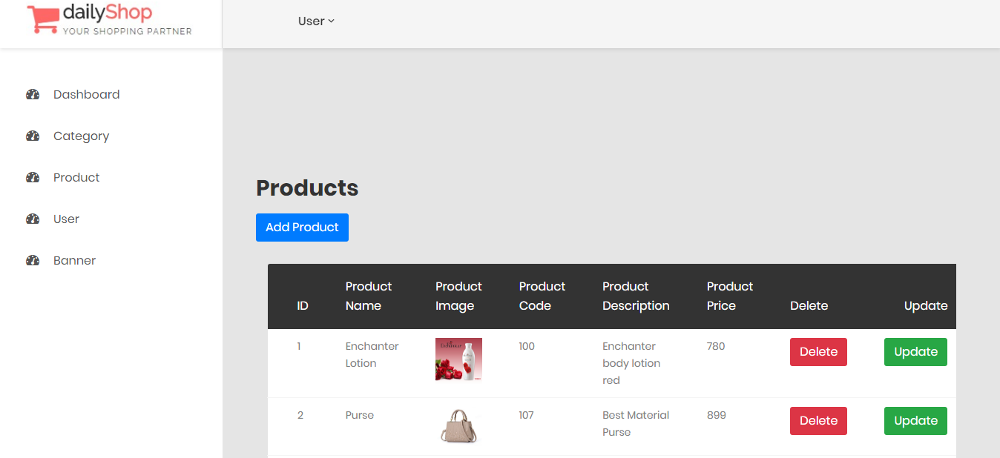 dailyShop
YOUR SHOPPING PARTNER
User
Dashboard
Category
Product
User
Banner
Products
Add Product
ID Product Name Product Image Product Code Product Description Product Price Delete Update
1 Enchanter Lotion 100 Enchanter body lotion red 780 Delete Update
2 Purse 107 Best Material Purse 899 Delete Update